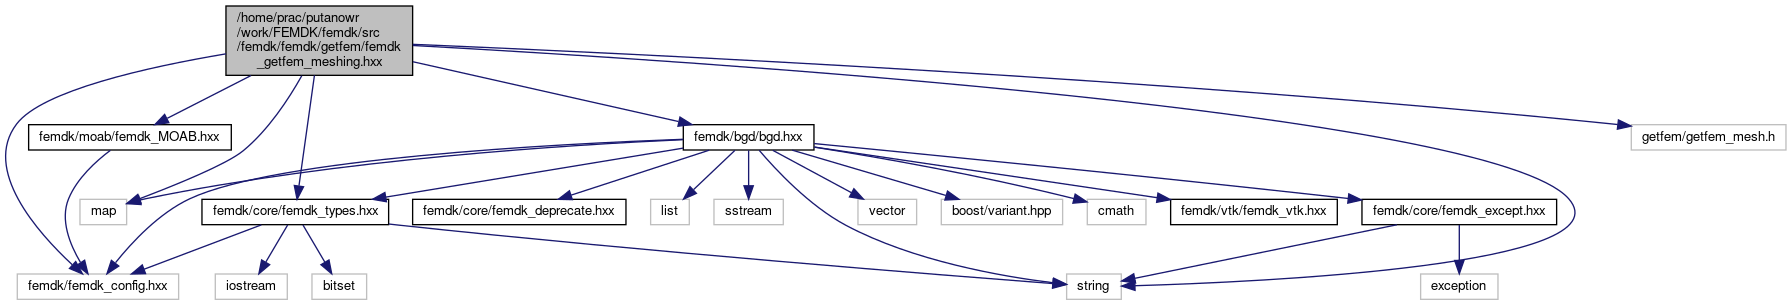 /home/prac/putanowr
/work/FEMDK/femdk/src
/femdk/femdk/getfem/femdk
_getfem_meshing.hxx
femdk/moab/femdk_MOAB.hxx
femdk/bgd/bgd.hxx
getfem/getfem_mesh.h
map
femdk/core/femdk_types.hxx
femdk/core/femdk_deprecate.hxx
list
sstream
vector
boost/variant.hpp
cmath
femdk/vtk/femdk_vtk.hxx
femdk/core/femdk_except.hxx
femdk/femdk_config.hxx
iostream
bitset
string
exception